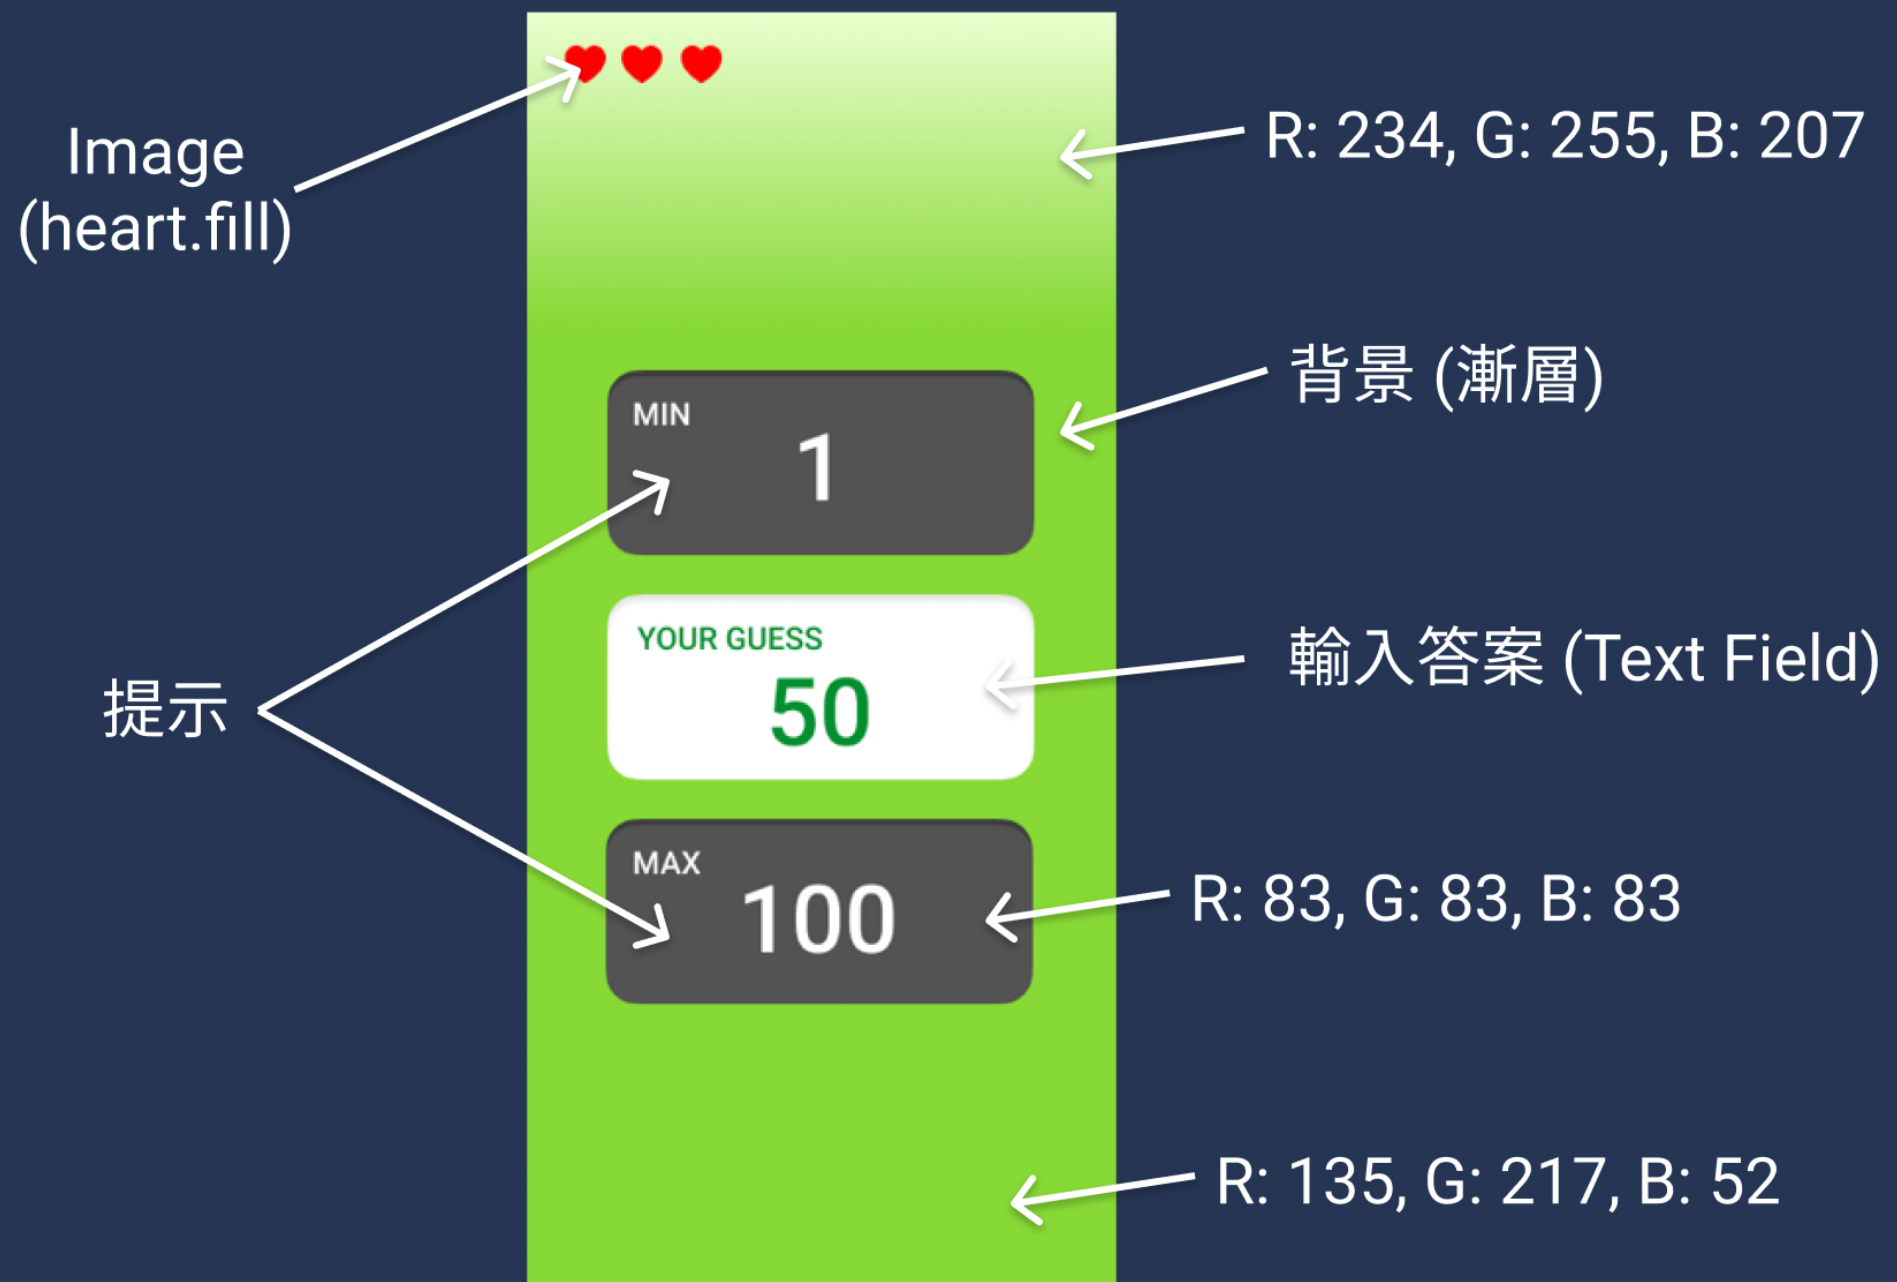 Image
(heart.fill)
R: 234, G: 255, B: 207
背景 (漸層)
MIN
1
提示
YOUR GUESS
50
輸入答案 (Text Field)
MAX
100
R: 83, G: 83, B: 83
R: 135, G: 217, B: 52